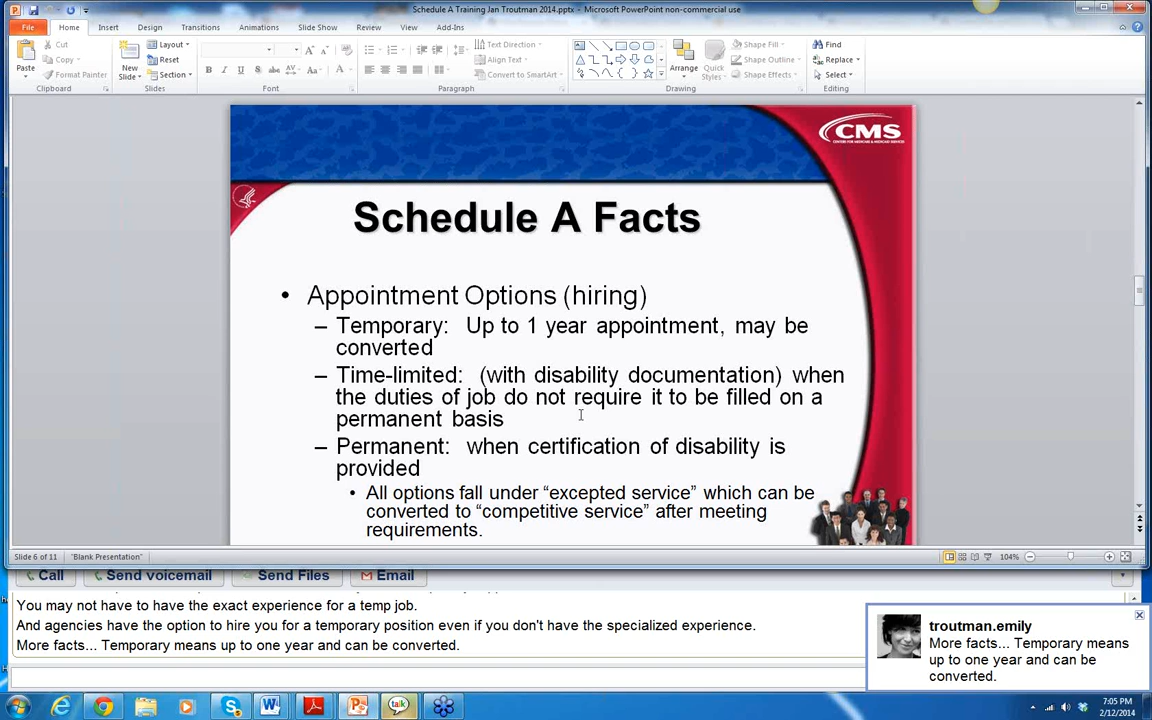 Schedule A Training Jan Troutman 2014.pptx - Microsoft PowerPoint non-commercial use
File Home Insert Design Transitions Animations Slide Show Review View Add-Ins
Cut
Copy
Format Painter
Paste
Clipboard
New
Slide
Layout
Reset
Section
Slides
Font
Text Direction
Align Text
Convert to SmartArt
Paragraph
Arrange
Quick
Styles
Shape Fill
Shape Outline
Shape Effects
Drawing
Find
Replace
Select
Editing
CMS
CENTERS FOR MEDICARE & MEDICAID SERVICES
Schedule A Facts
• Appointment Options (hiring)
– Temporary: Up to 1 year appointment, may be
converted
– Time-limited: (with disability documentation) when
the duties of job do not require it to be filled on a
permanent basis
– Permanent: when certification of disability is
provided
• All options fall under “excepted service” which can be
converted to “competitive service” after meeting
requirements.
Slide 6 of 11 "Blank Presentation" 104%
Call Send voicemail Send Files Email
You may not have to have the exact experience for a temp job.
And agencies have the option to hire you for a temporary position even if you don't have the specialized experience.
More facts... Temporary means up to one year and can be converted.
troutman.emily
More facts... Temporary means
up to one year and can be
converted.
talk
7:05 PM
2/12/2014